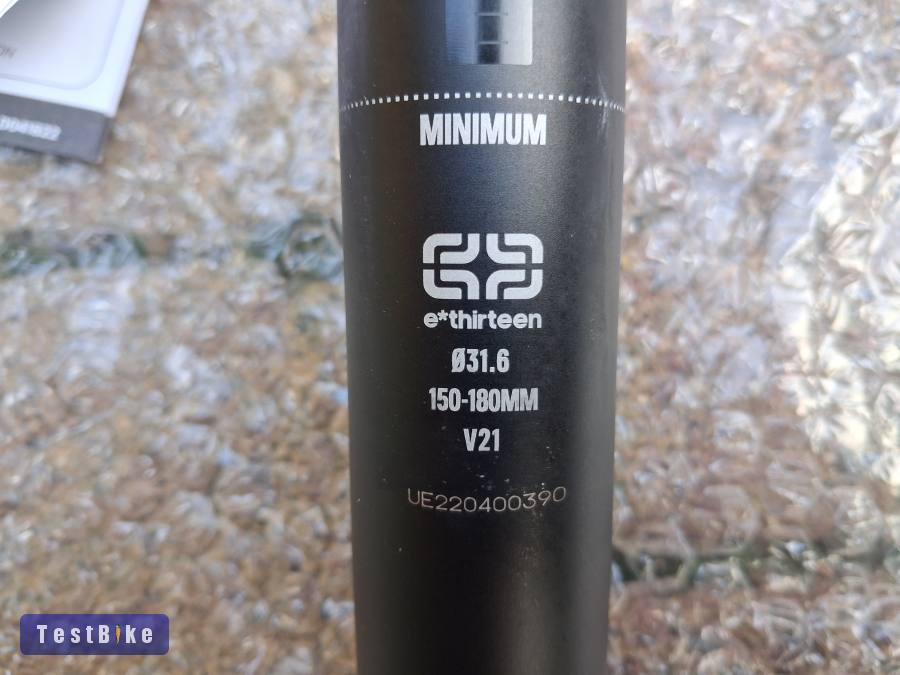 MINIMUM
e*thirteen
Ø31.6
150-180MM
V21
UE220400390
TestBike